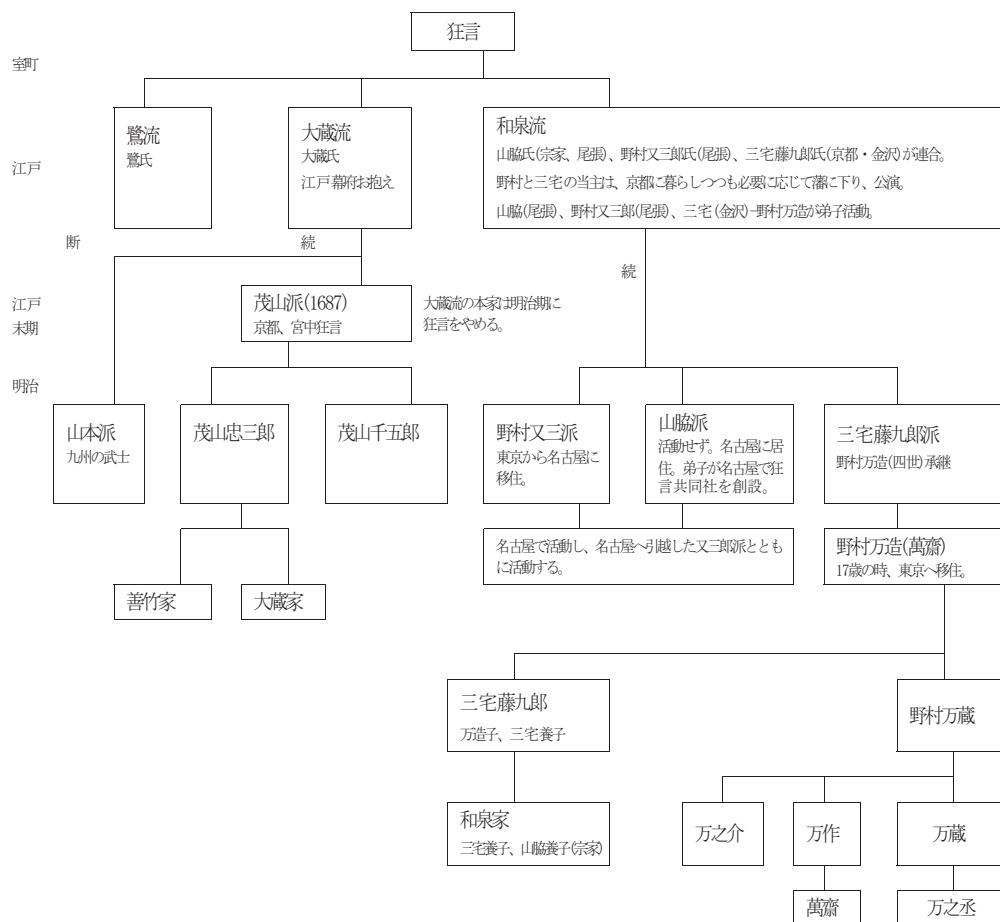 狂言
室町
鷺流
鷺氏
大蔵流
大蔵氏
江戸幕府お抱え
和泉流
山脇氏(宗家、尾張)、野村又三郎氏(尾張)、三宅藤九郎氏(京都・金沢)が連合。
野村と三宅の当主は、京都に暮らしつつも必要に応じて藩に下り、公演。
山脇(尾張)、野村又三郎(尾張)、三宅(金沢)-野村万造が弟子活動。
江戸
断
続
続
江戸
末期
茂山派(1687)
京都、宮中狂言
大蔵流の本家は明治期に
狂言をやめる。
明治
山本派
九州の武士
茂山忠三郎
茂山千五郎
野村又三派
東京から名古屋に
移住。
山脇派
活動せず。名古屋に居
住。弟子が名古屋で狂
言共同社を創設。
三宅藤九郎派
野村万造(四世)承継
名古屋で活動し、名古屋へ引越した又三郎派ととも
に活動する。
野村万造(萬齋)
17歳の時、東京へ移住。
善竹家
大蔵家
三宅藤九郎
万造子、三宅養子
野村万蔵
和泉家
三宅養子、山脇養子(宗家)
万之介
万作
万蔵
萬齋
万之丞